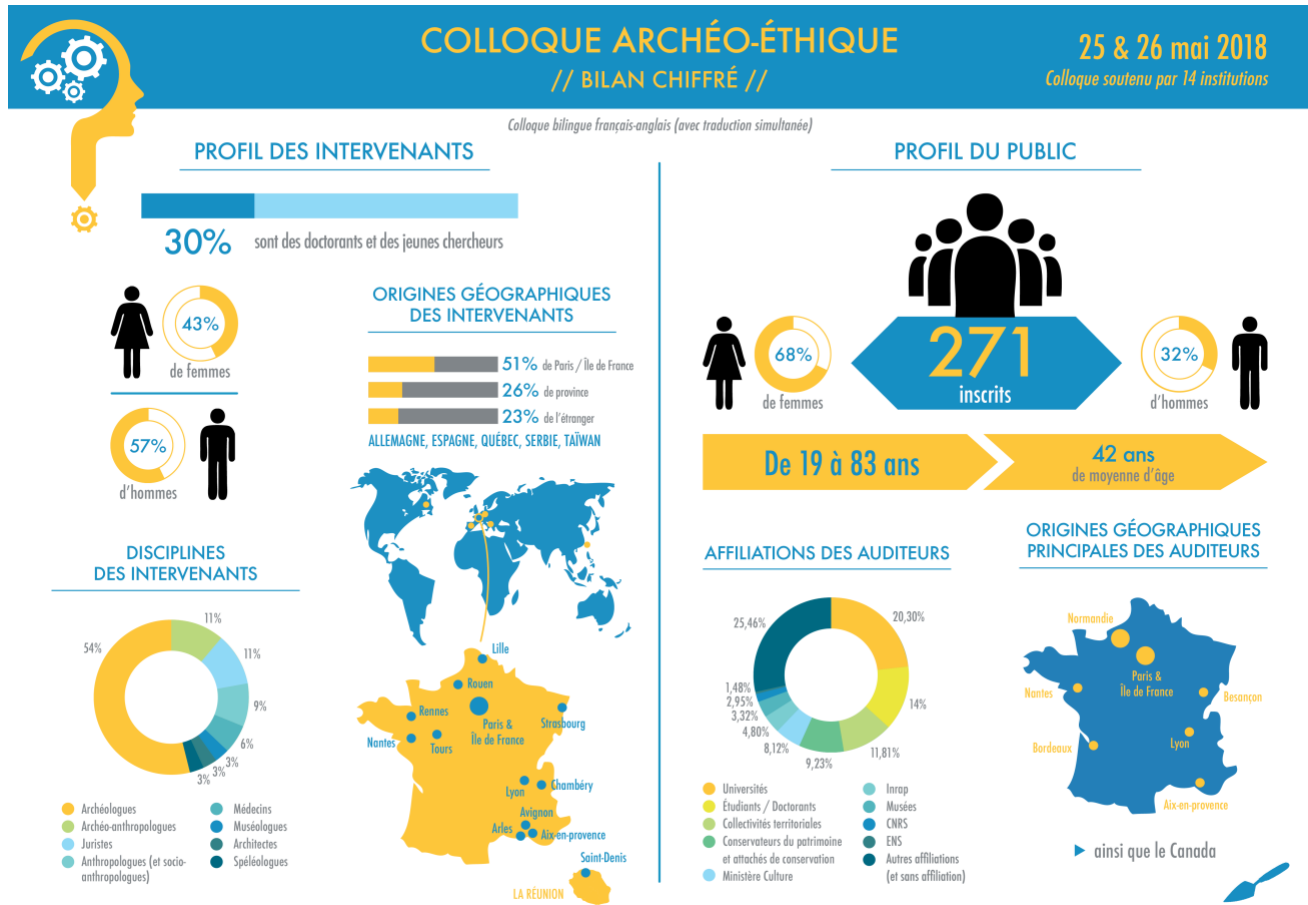 COLLOQUE ARCHÉO-ÉTHIQUE
// BILAN CHIFFRÉ //
25 & 26 mai 2018
Colloque soutenu par 14 institutions
Colloque bilingue français-anglais (avec traduction simultanée)
PROFIL DES INTERVENANTS
30% sont des doctorants et des jeunes chercheurs
43%
de femmes
57%
d'hommes
ORIGINES GÉOGRAPHIQUES
DES INTERVENANTS
51% de Paris / Île de France
26% de province
23% de l'étranger
ALLEMAGNE, ESPAGNE, QUÉBEC, SERBIE, TAÏWAN
Lille
Rouen
Rennes
Paris &
Île de France
Strasbourg
Nantes
Tours
Lyon
Chambéry
Avignon
Arles
Aix-en-provence
Saint-Denis
LA RÉUNION
DISCIPLINES
DES INTERVENANTS
54%
11%
11%
9%
6%
3%
3%
3%
Archéologues
Archéo-anthropologues
Juristes
Anthropologues (et socio-
anthropologues)
Médecins
Muséologues
Architectes
Spéléologues
PROFIL DU PUBLIC
271
inscrits
68%
de femmes
32%
d'hommes
De 19 à 83 ans
42 ans
de moyenne d'âge
AFFILIATIONS DES AUDITEURS
25,46%
20,30%
14%
11,81%
9,23%
8,12%
4,80%
3,32%
2,95%
1,48%
Universités
Étudiants / Doctorants
Collectivités territoriales
Conservateurs du patrimoine
et attachés de conservation
Ministère Culture
Inrap
Musées
CNRS
ENS
Autres affiliations
(et sans affiliation)
ORIGINES GÉOGRAPHIQUES
PRINCIPALES DES AUDITEURS
Normandie
Paris &
Île de France
Nantes
Besançon
Bordeaux
Lyon
Aix-en-provence
ainsi que le Canada